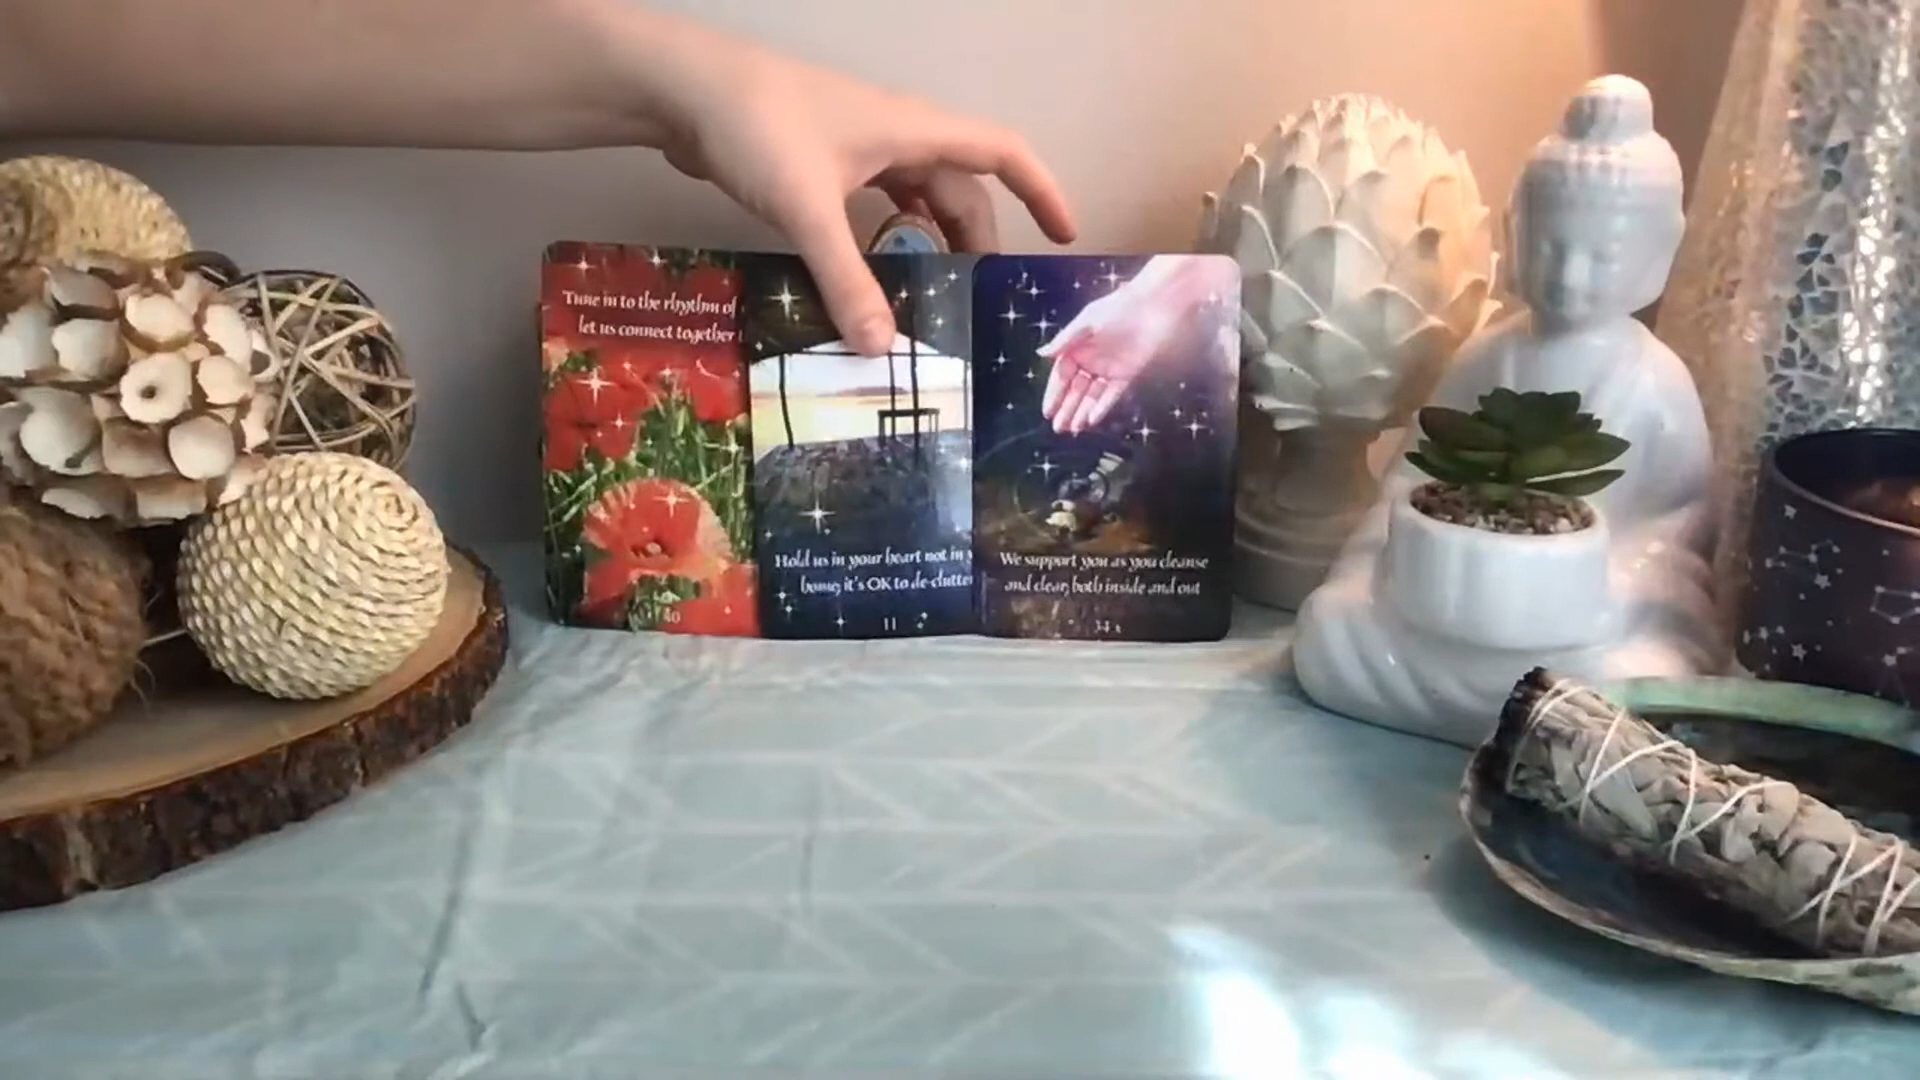 Tune in to the rhythm of
let us connect together
40
Hold us in your heart not in
home; it's OK to de-clutter
11
We support you as you cleanse
and clear, both inside and out
34